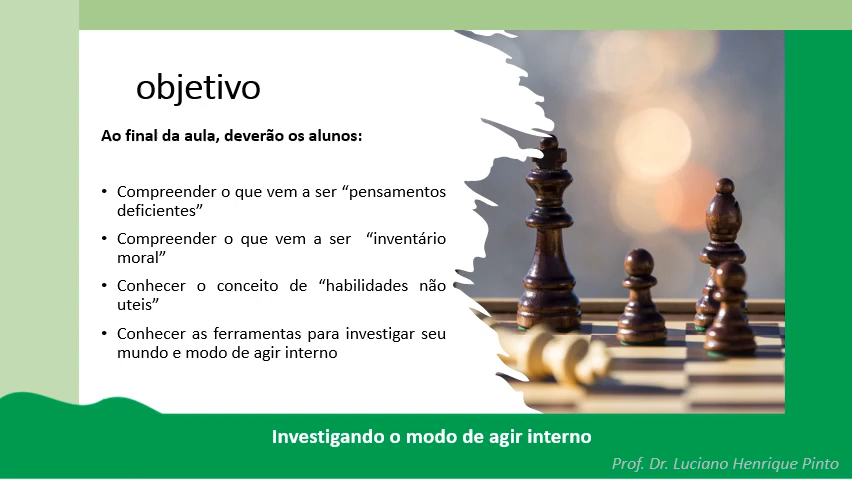 objetivo
Ao final da aula, deverão os alunos:
• Compreender o que vem a ser “pensamentos
deficientes”
• Compreender o que vem a ser “inventário
moral”
• Conhecer o conceito de “habilidades não
uteis”
• Conhecer as ferramentas para investigar seu
mundo e modo de agir interno
Investigando o modo de agir interno
Prof. Dr. Luciano Henrique Pinto